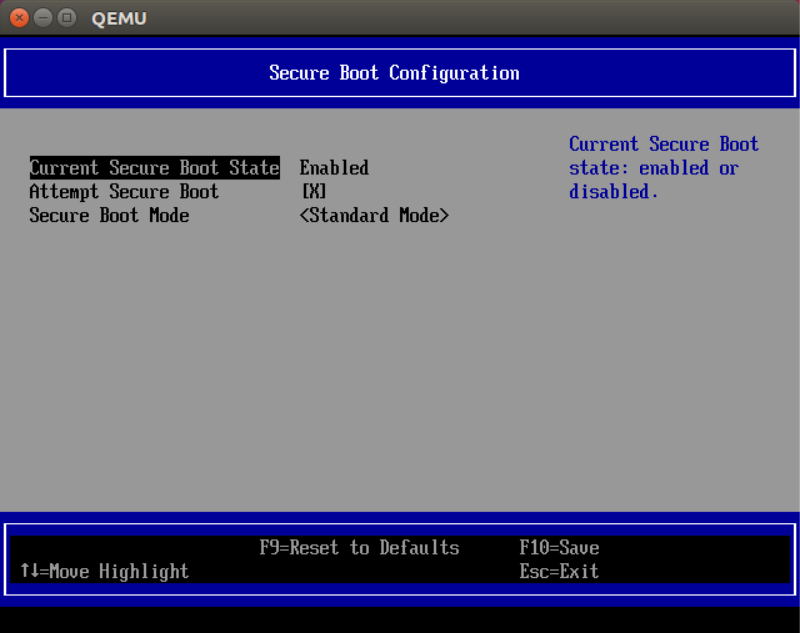 QEMU
Secure Boot Configuration
Current Secure Boot State Enabled
Attempt Secure Boot [X]
Secure Boot Mode <Standard Mode>
Current Secure Boot
state: enabled or
disabled.
F9=Reset to Defaults F10=Save
↑↓=Move Highlight Esc=Exit